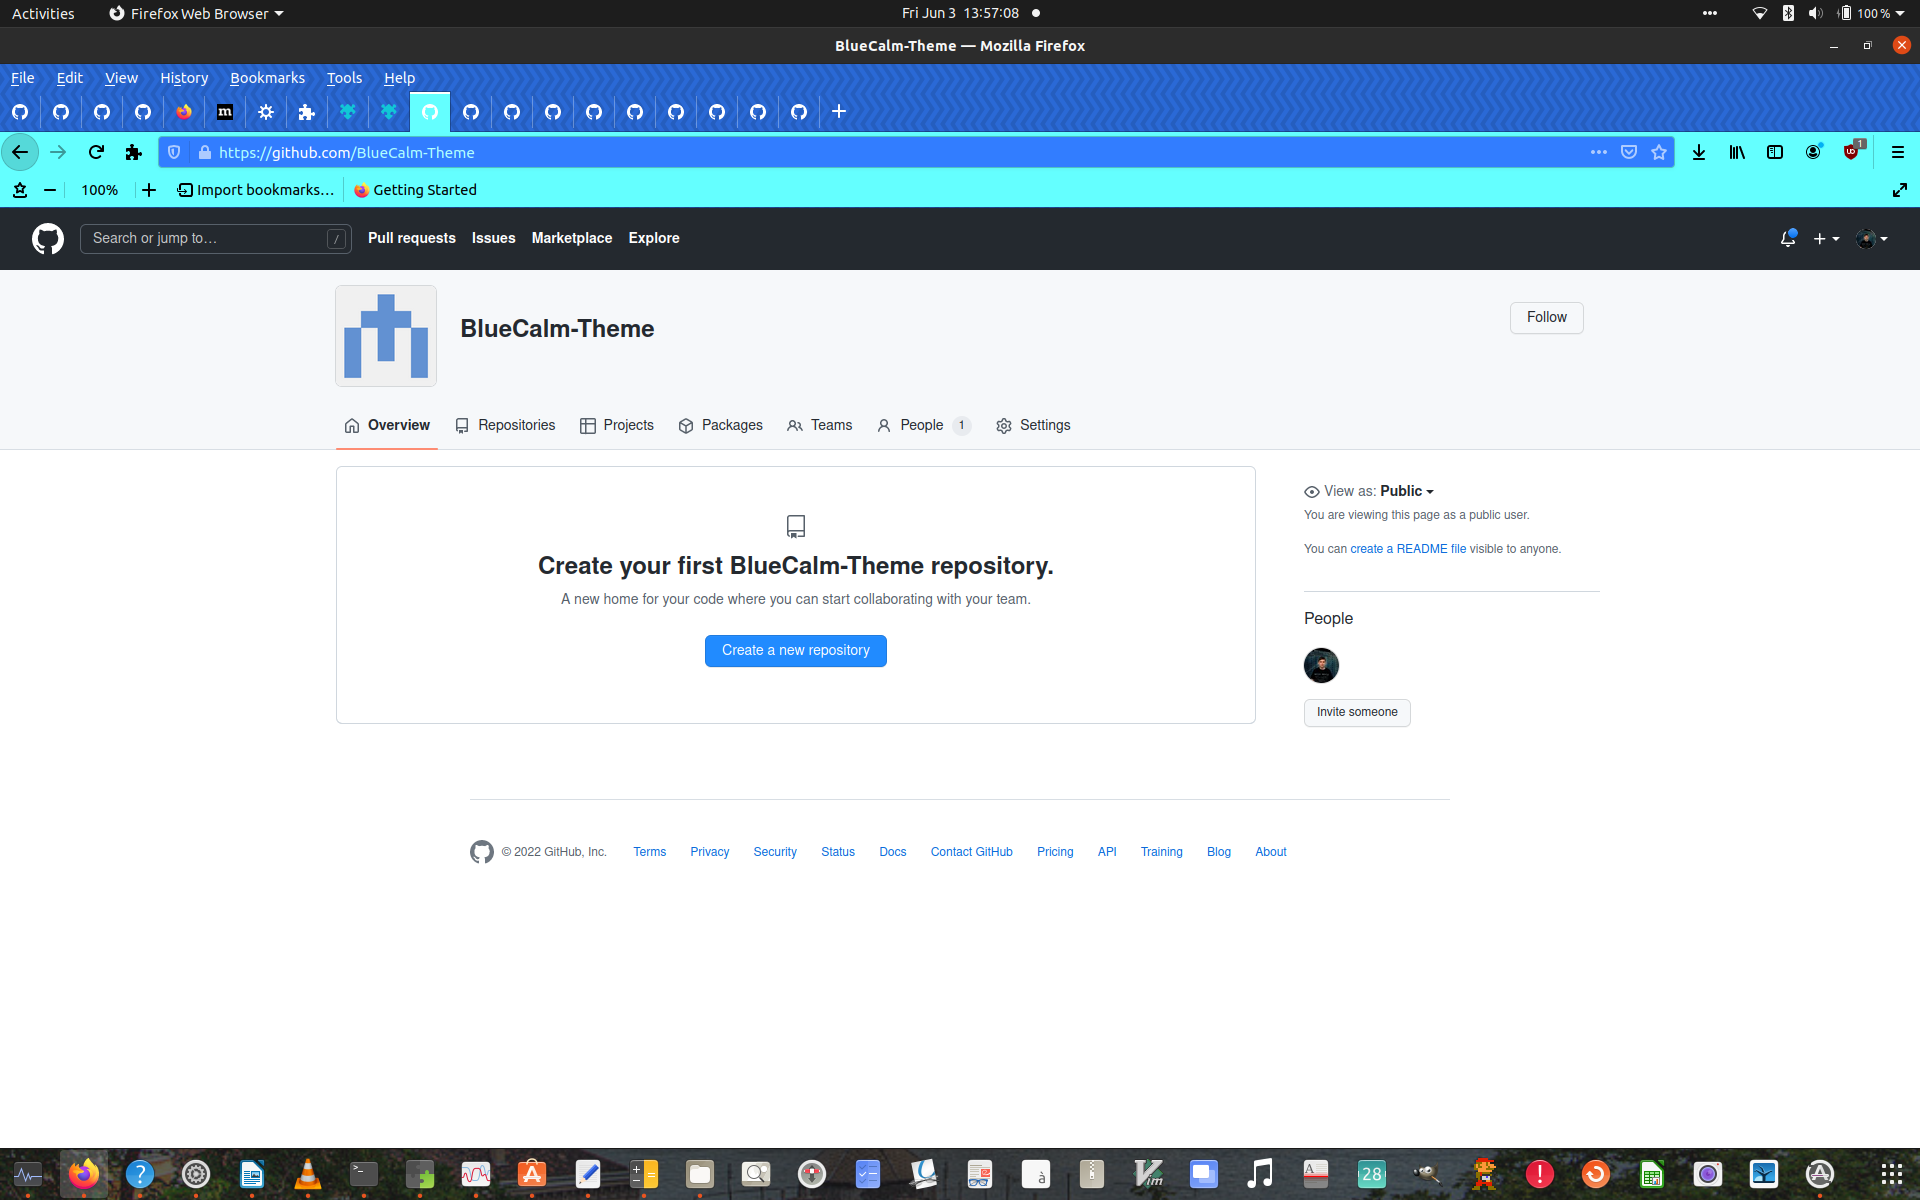 Activities Firefox Web Browser Fri Jun 3 13:57:08 100 %
BlueCalm-Theme — Mozilla Firefox
File Edit View History Bookmarks Tools Help
m
https://github.com/BlueCalm-Theme 1
100% Import bookmarks… Getting Started
Search or jump to… / Pull requests Issues Marketplace Explore
BlueCalm-Theme
Follow
Overview Repositories Projects Packages Teams People 1 Settings
View as: Public
You are viewing this page as a public user.
You can create a README file visible to anyone.
Create your first BlueCalm-Theme repository.
A new home for your code where you can start collaborating with your team.
Create a new repository
People
Invite someone
© 2022 GitHub, Inc. Terms Privacy Security Status Docs Contact GitHub Pricing API Training Blog About
? >_ A à Vim A 28 !